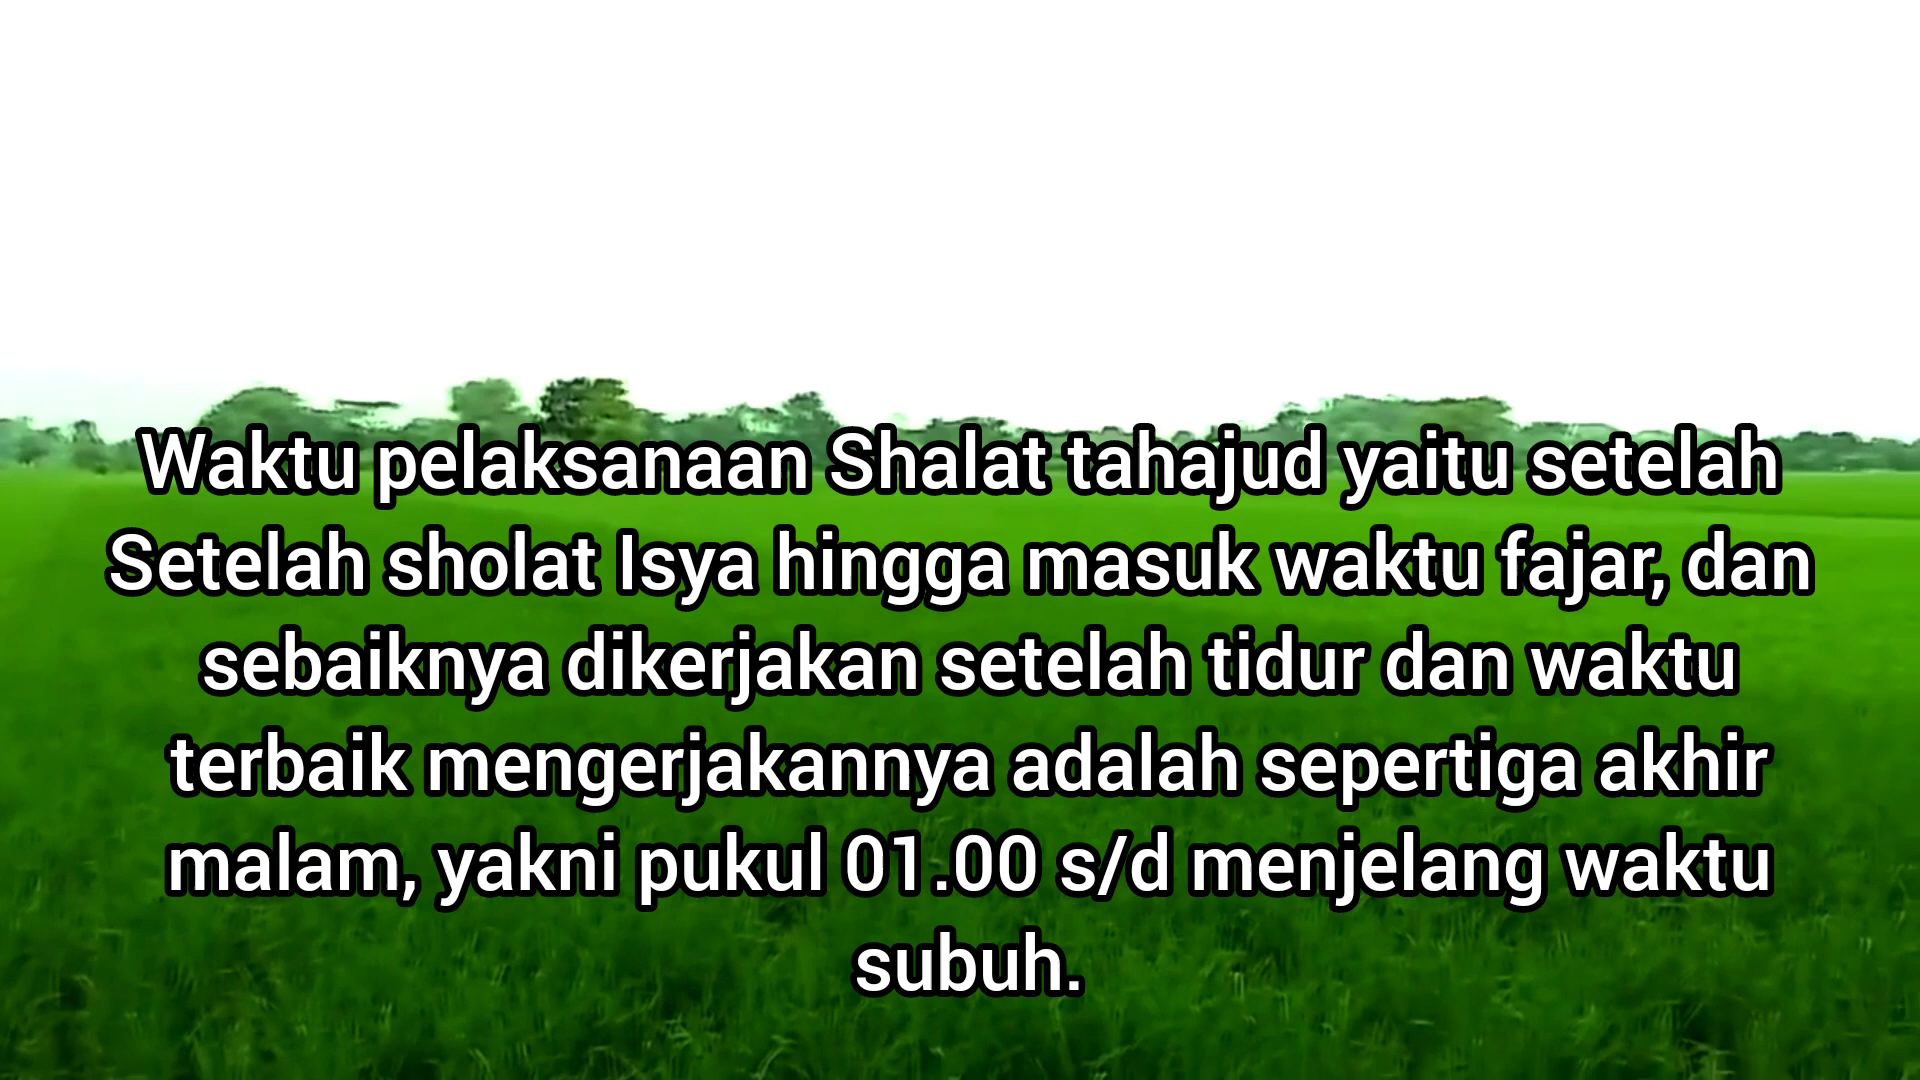 Waktu pelaksanaan Shalat tahajud yaitu setelah
Setelah sholat Isya hingga masuk waktu fajar, dan
sebaiknya dikerjakan setelah tidur dan waktu
terbaik mengerjakannya adalah sepertiga akhir
malam, yakni pukul 01.00 s/d menjelang waktu
subuh.